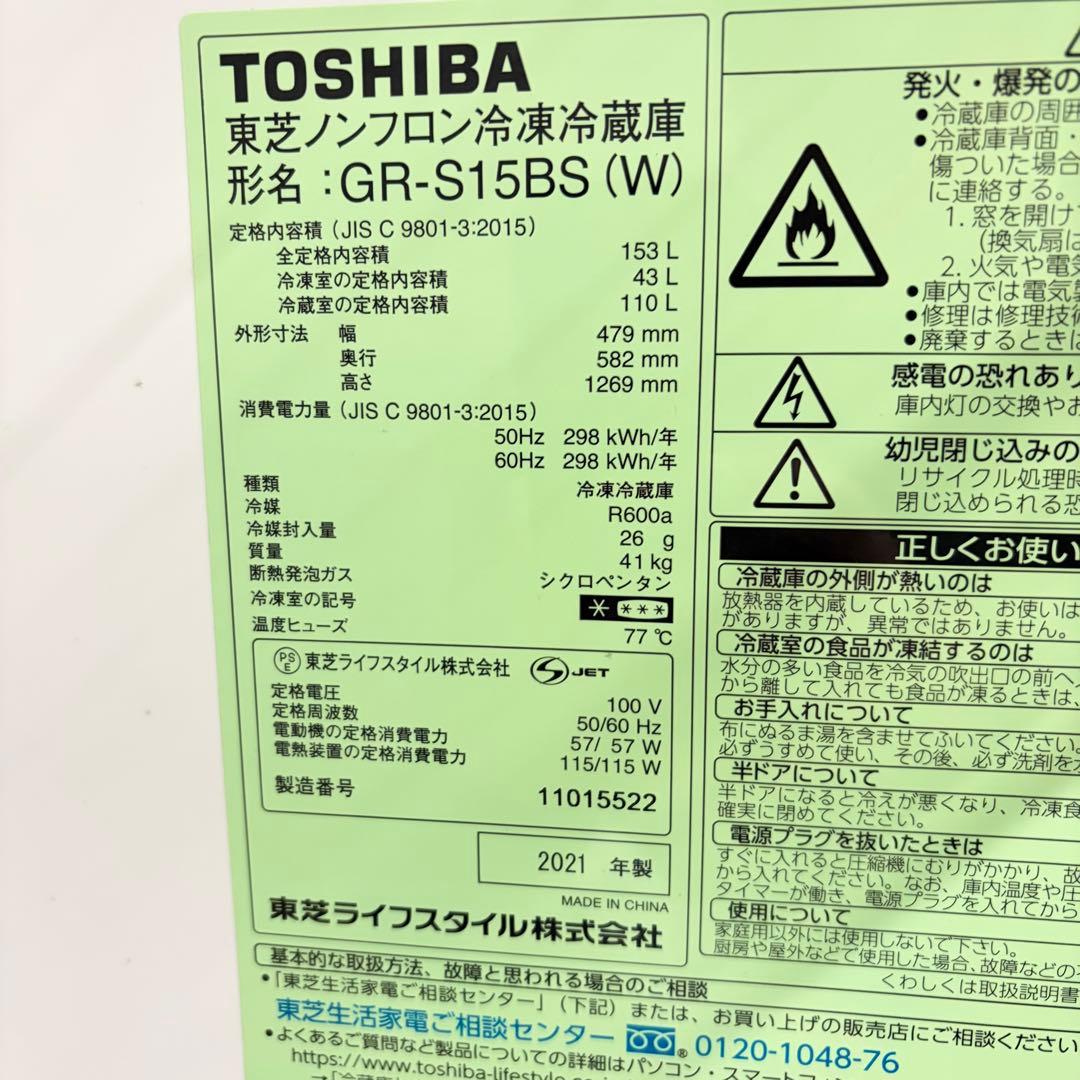 TOSHIBA
東芝ノンフロン冷凍冷蔵庫
形名：GR-S15BS (W)
定格内容積 (JIS C 9801-3:2015)
全定格内容積 153 L
冷凍室の定格内容積 43 L
冷蔵室の定格内容積 110 L
外形寸法 幅 479 mm
奥行 582 mm
高さ 1269 mm
消費電力量 (JIS C 9801-3:2015)
50Hz 298 kWh/年
60Hz 298 kWh/年
種類 冷凍冷蔵庫
冷媒 R600a
冷媒封入量 26 g
質量 41 kg
断熱発泡ガス シクロペンタン
冷凍室の記号
温度ヒューズ 77 ℃
PSE 東芝ライフスタイル株式会社 JET
定格電圧 100 V
定格周波数 50/60 Hz
電動機の定格消費電力 57/ 57 W
電熱装置の定格消費電力 115/115 W
製造番号 11015522
2021 年製
MADE IN CHINA
東芝ライフスタイル株式会社
発火・爆発の
●冷蔵庫の周囲
●冷蔵庫背面・
傷ついた場合
に連絡する。
1. 窓を開け
(換気扇は
2. 火気や電気
●庫内では電気製
●修理は修理技術
●廃棄するときは
感電の恐れあり
庫内灯の交換やお
幼児閉じ込みの
リサイクル処理時
閉じ込められる恐
正しくお使い
冷蔵庫の外側が熱いのは
放熱器を内蔵しているため、お使いは
がありますが、異常ではありません。
冷蔵室の食品が凍結するのは
水分の多い食品を冷気の吹出口の前へ
から離して入れても食品が凍るときは、
お手入れについて
布にぬるま湯を含ませてふいてください。
必ずうすめて使い、その後、必ず洗剤を
半ドアについて
半ドアになると冷えが悪くなり、冷凍食
確実に閉めてください。
電源プラグを抜いたときは
すぐに入れると圧縮機にむりがかかり、故
から入れてください。なお、庫内温度や圧
タイマーが働き、電源プラグを入れてから
使用について
家庭用以外には使用しないで下さい。
厨房や屋外などで使用した場合、故障などの
くわしくは取扱説明書
基本的な取扱方法、故障と思われる場合のご相談
●「東芝生活家電ご相談センター」（下記）または、お買い上げの販売店にご相談ください
東芝生活家電ご相談センター 0120-1048-76
●よくあるご質問など製品についての詳細はパソコン・スマートフォン
https://www.toshiba-lifestyle.co